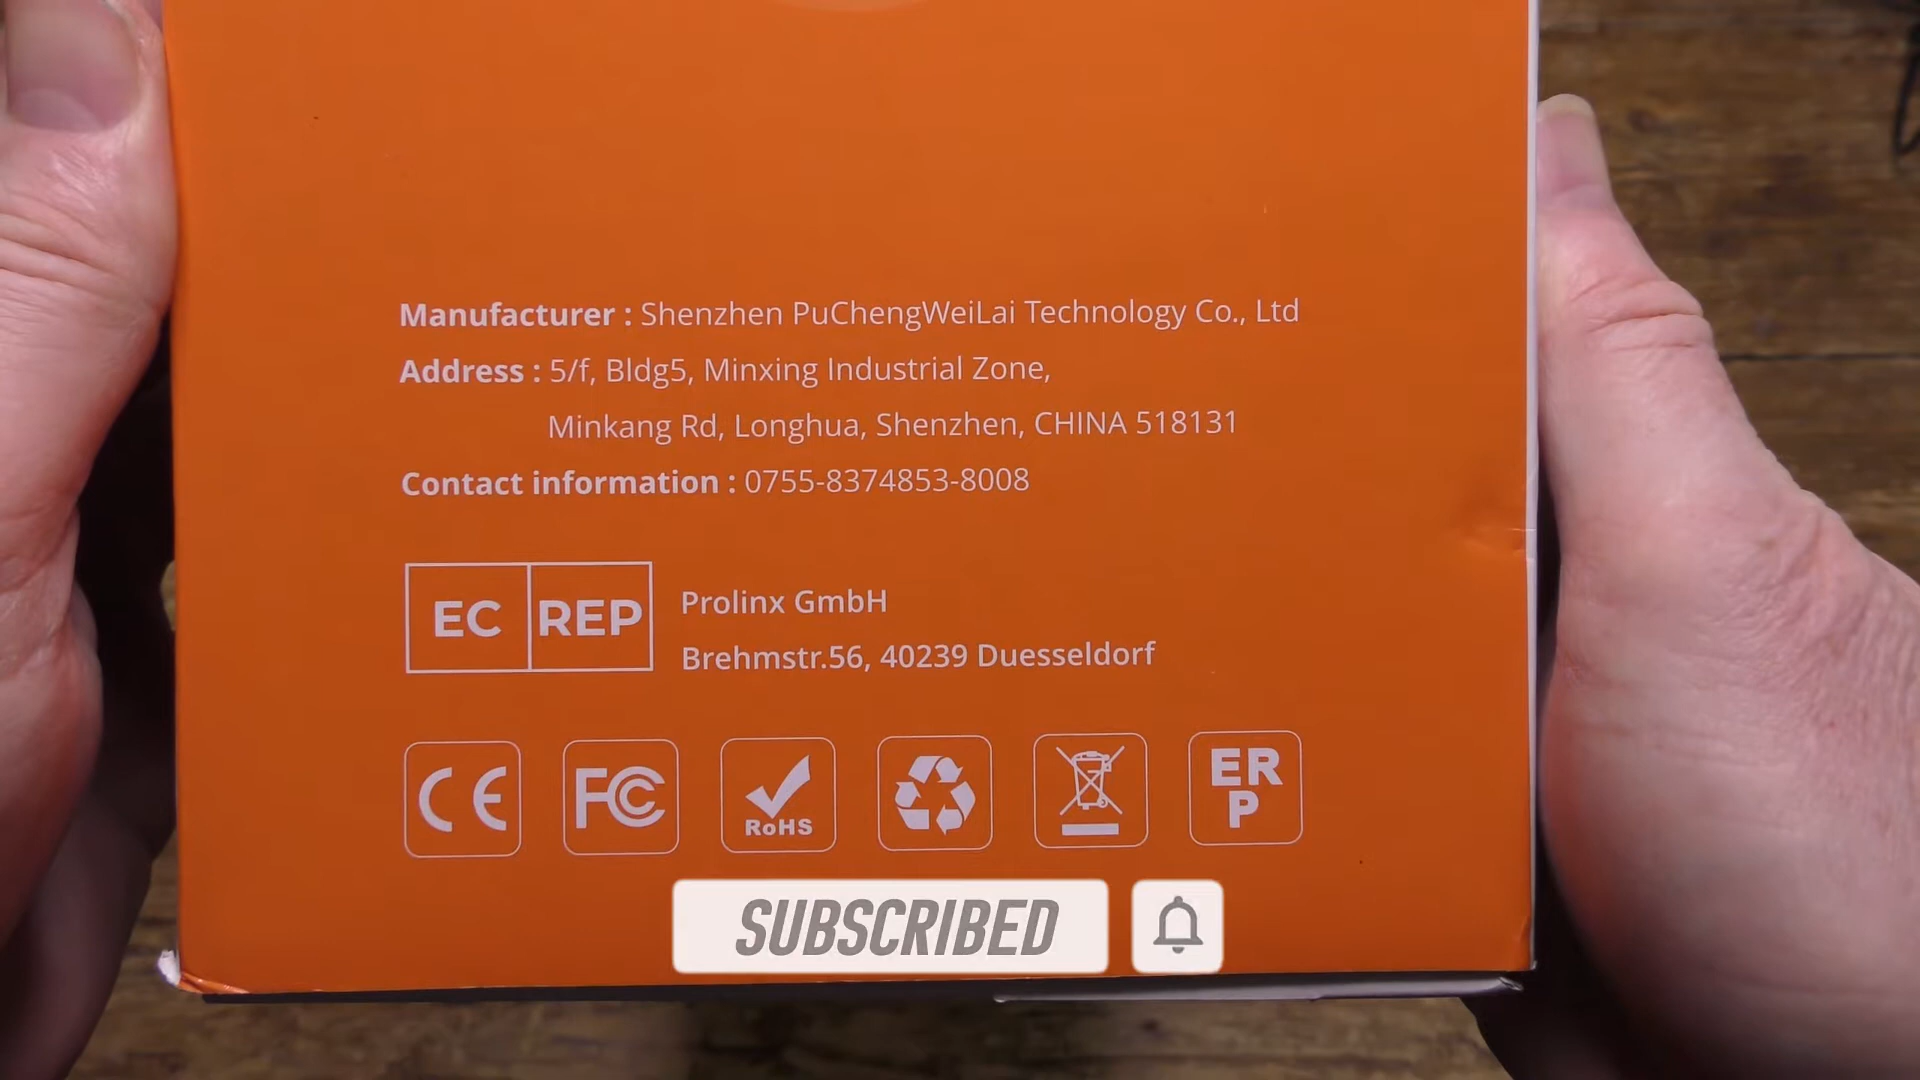 Manufacturer : Shenzhen PuChengWeiLai Technology Co., Ltd
Address : 5/f, Bldg5, Minxing Industrial Zone,
Minkang Rd, Longhua, Shenzhen, CHINA 518131
Contact information : 0755-8374853-8008
EC REP
Prolinx GmbH
Brehmstr.56, 40239 Duesseldorf
CE FC RoHS ER
P
SUBSCRIBED